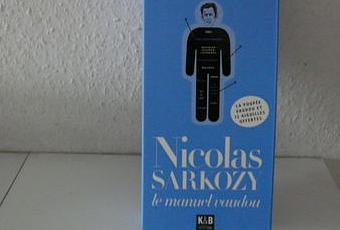 LA POUPÉE
VAUDOU ET
12 AIGUILLES
OFFERTES
Nicolas
SARKOZY
le manuel vaudou
K&B